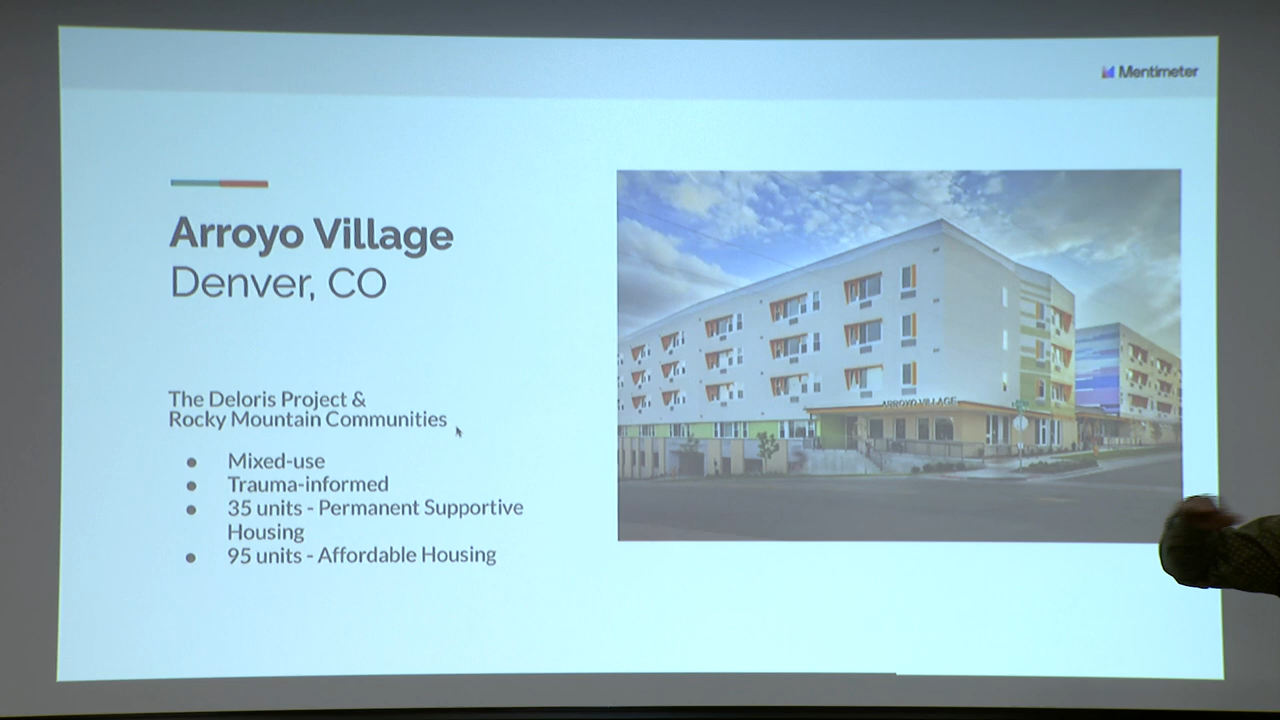 Mentimeter
Arroyo Village
Denver, CO
The Deloris Project &
Rocky Mountain Communities
● Mixed-use
● Trauma-informed
● 35 units - Permanent Supportive
Housing
● 95 units - Affordable Housing
ARROYO VILLAGE